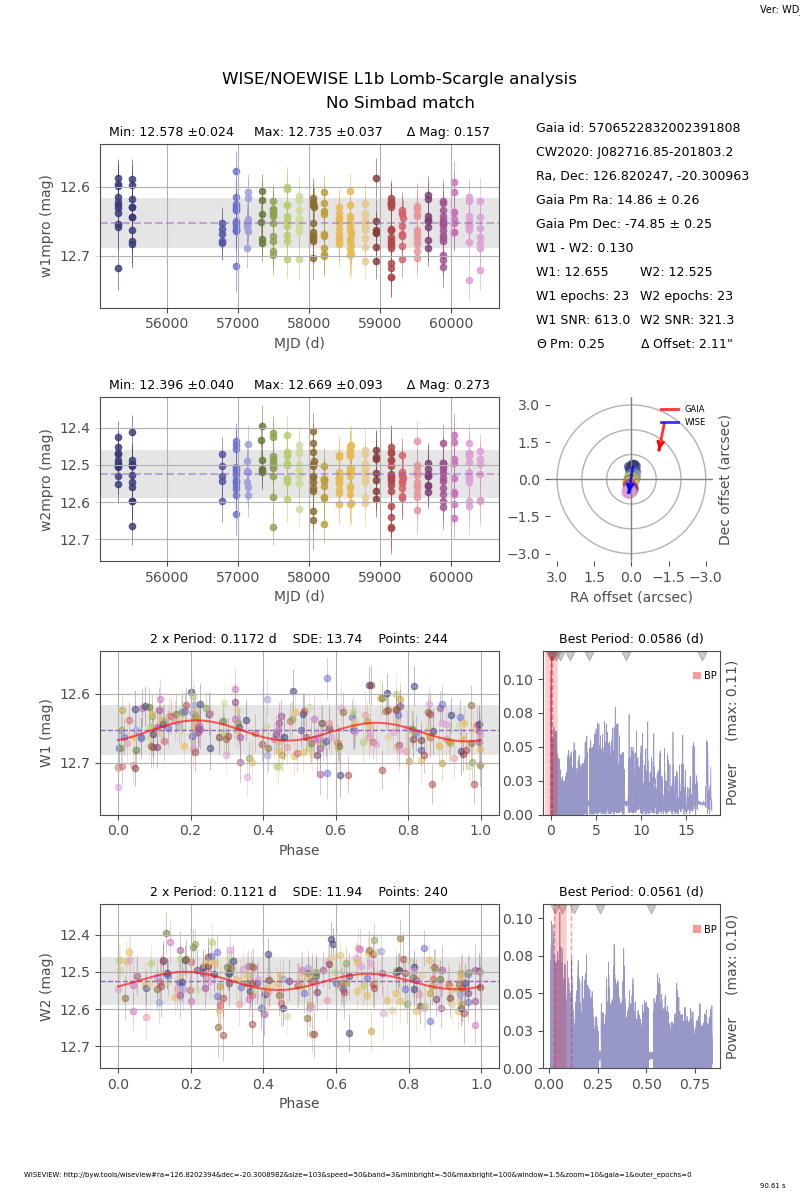 Ver: WD_
WISE/NOEWISE L1b Lomb-Scargle analysis
No Simbad match
Min: 12.578 ±0.024 Max: 12.735 ±0.037 Δ Mag: 0.157
w1mpro (mag)
12.6
12.7
56000 57000 58000 59000 60000
MJD (d)
Gaia id: 5706522832002391808
CW2020: J082716.85-201803.2
Ra, Dec: 126.820247, -20.300963
Gaia Pm Ra: 14.86 ± 0.26
Gaia Pm Dec: -74.85 ± 0.25
W1 - W2: 0.130
W1: 12.655 W2: 12.525
W1 epochs: 23 W2 epochs: 23
W1 SNR: 613.0 W2 SNR: 321.3
Θ Pm: 0.25 Δ Offset: 2.11"
Min: 12.396 ±0.040 Max: 12.669 ±0.093 Δ Mag: 0.273
w2mpro (mag)
12.4
12.5
12.6
12.7
56000 57000 58000 59000 60000
MJD (d)
GAIA
WISE
3.0
1.5
0.0
−1.5
−3.0
Dec offset (arcsec)
3.0 1.5 0.0 −1.5 −3.0
RA offset (arcsec)
2 x Period: 0.1172 d SDE: 13.74 Points: 244
W1 (mag)
12.6
12.7
0.0 0.2 0.4 0.6 0.8 1.0
Phase
Best Period: 0.0586 (d)
BP
0.10
0.08
0.05
0.03
0.00
Power (max: 0.11)
0 5 10 15
2 x Period: 0.1121 d SDE: 11.94 Points: 240
W2 (mag)
12.4
12.5
12.6
12.7
0.0 0.2 0.4 0.6 0.8 1.0
Phase
Best Period: 0.0561 (d)
BP
0.10
0.08
0.05
0.03
0.00
Power (max: 0.10)
0.00 0.25 0.50 0.75
WISEVIEW: http://byw.tools/wiseview#ra=126.8202394&dec=-20.3008982&size=103&speed=50&band=3&minbright=-50&maxbright=100&window=1.5&zoom=10&gaia=1&outer_epochs=0
90.61 s